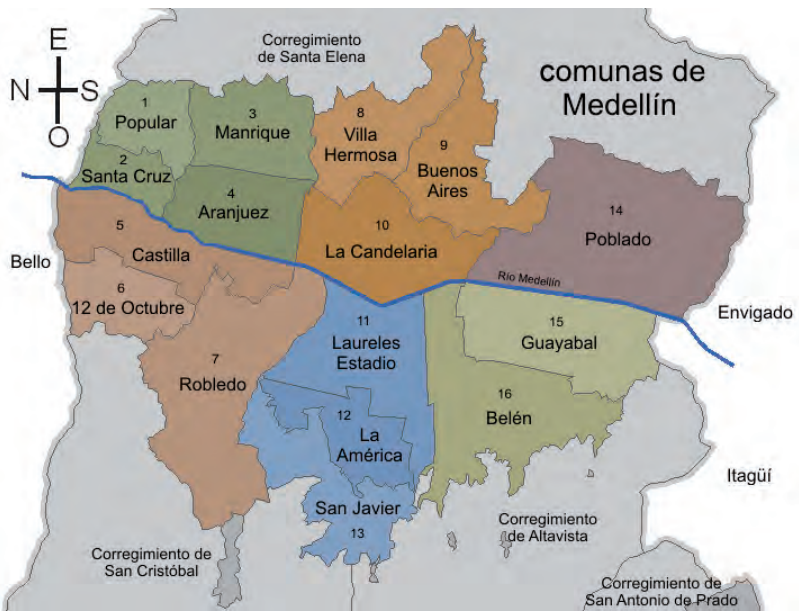 E
N
S
O
Corregimiento
de Santa Elena
comunas de
Medellín
1
Popular
3
Manrique
8
Villa
Hermosa
9
Buenos
Aires
2
Santa Cruz
4
Aranjuez
10
La Candelaria
14
Poblado
5
Castilla
Bello
6
12 de Octubre
Río Medellín
Envigado
11
Laureles
Estadio
15
Guayabal
7
Robledo
12
La
América
16
Belén
Itagüí
San Javier
13
Corregimiento
de Altavista
Corregimiento de
San Cristóbal
Corregimiento de
San Antonio de Prado